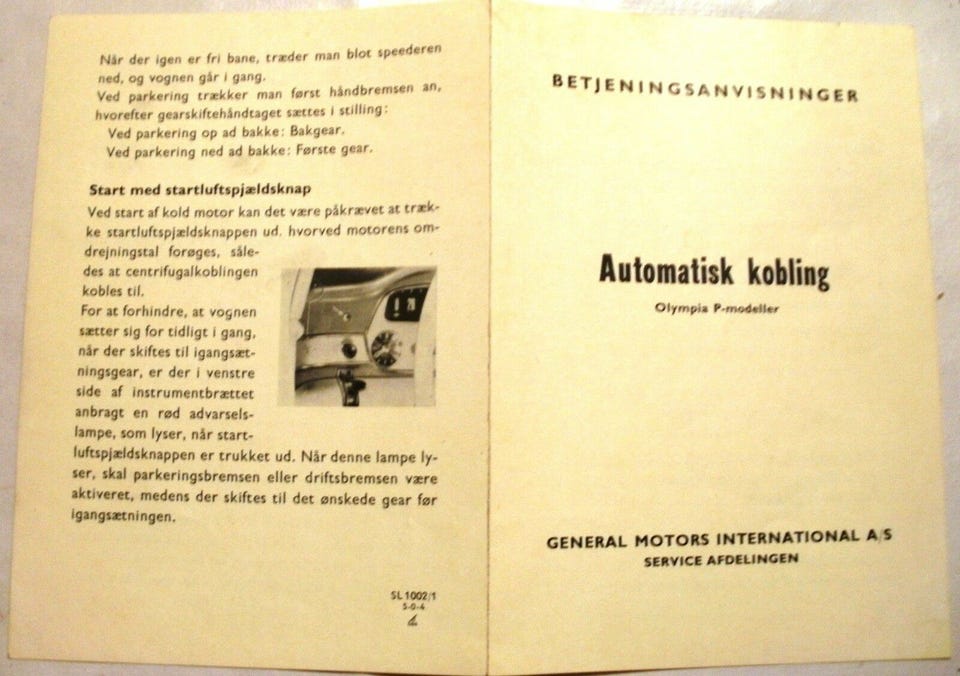 Når der igen er fri bane, træder man blot speederen
ned, og vognen går i gang.
Ved parkering trækker man først håndbremsen an,
hvorefter gearskiftehåndtaget sættes i stilling:
Ved parkering op ad bakke: Bakgear.
Ved parkering ned ad bakke: Første gear.
Start med startluftspjældsknap
Ved start af kold motor kan det være påkrævet at træk-
ke startluftspjældsknappen ud. hvorved motorens om-
drejningstal forøges, såle-
des at centrifugalkoblingen
kobles til.
For at forhindre, at vognen
sætter sig for tidligt i gang,
når der skiftes til igangsæt-
ningsgear, er der i venstre
side af instrumentbrættet
anbragt en rød advarsels-
lampe, som lyser, når start-
luftspjældsknappen er trukket ud. Når denne lampe ly-
ser, skal parkeringsbremsen eller driftsbremsen være
aktiveret, medens der skiftes til det ønskede gear før
igangsætningen.
SL 1002/1
5-0-4
BETJENINGSANVISNINGER
Automatisk kobling
Olympia P-modeller
GENERAL MOTORS INTERNATIONAL A/S
SERVICE AFDELINGEN